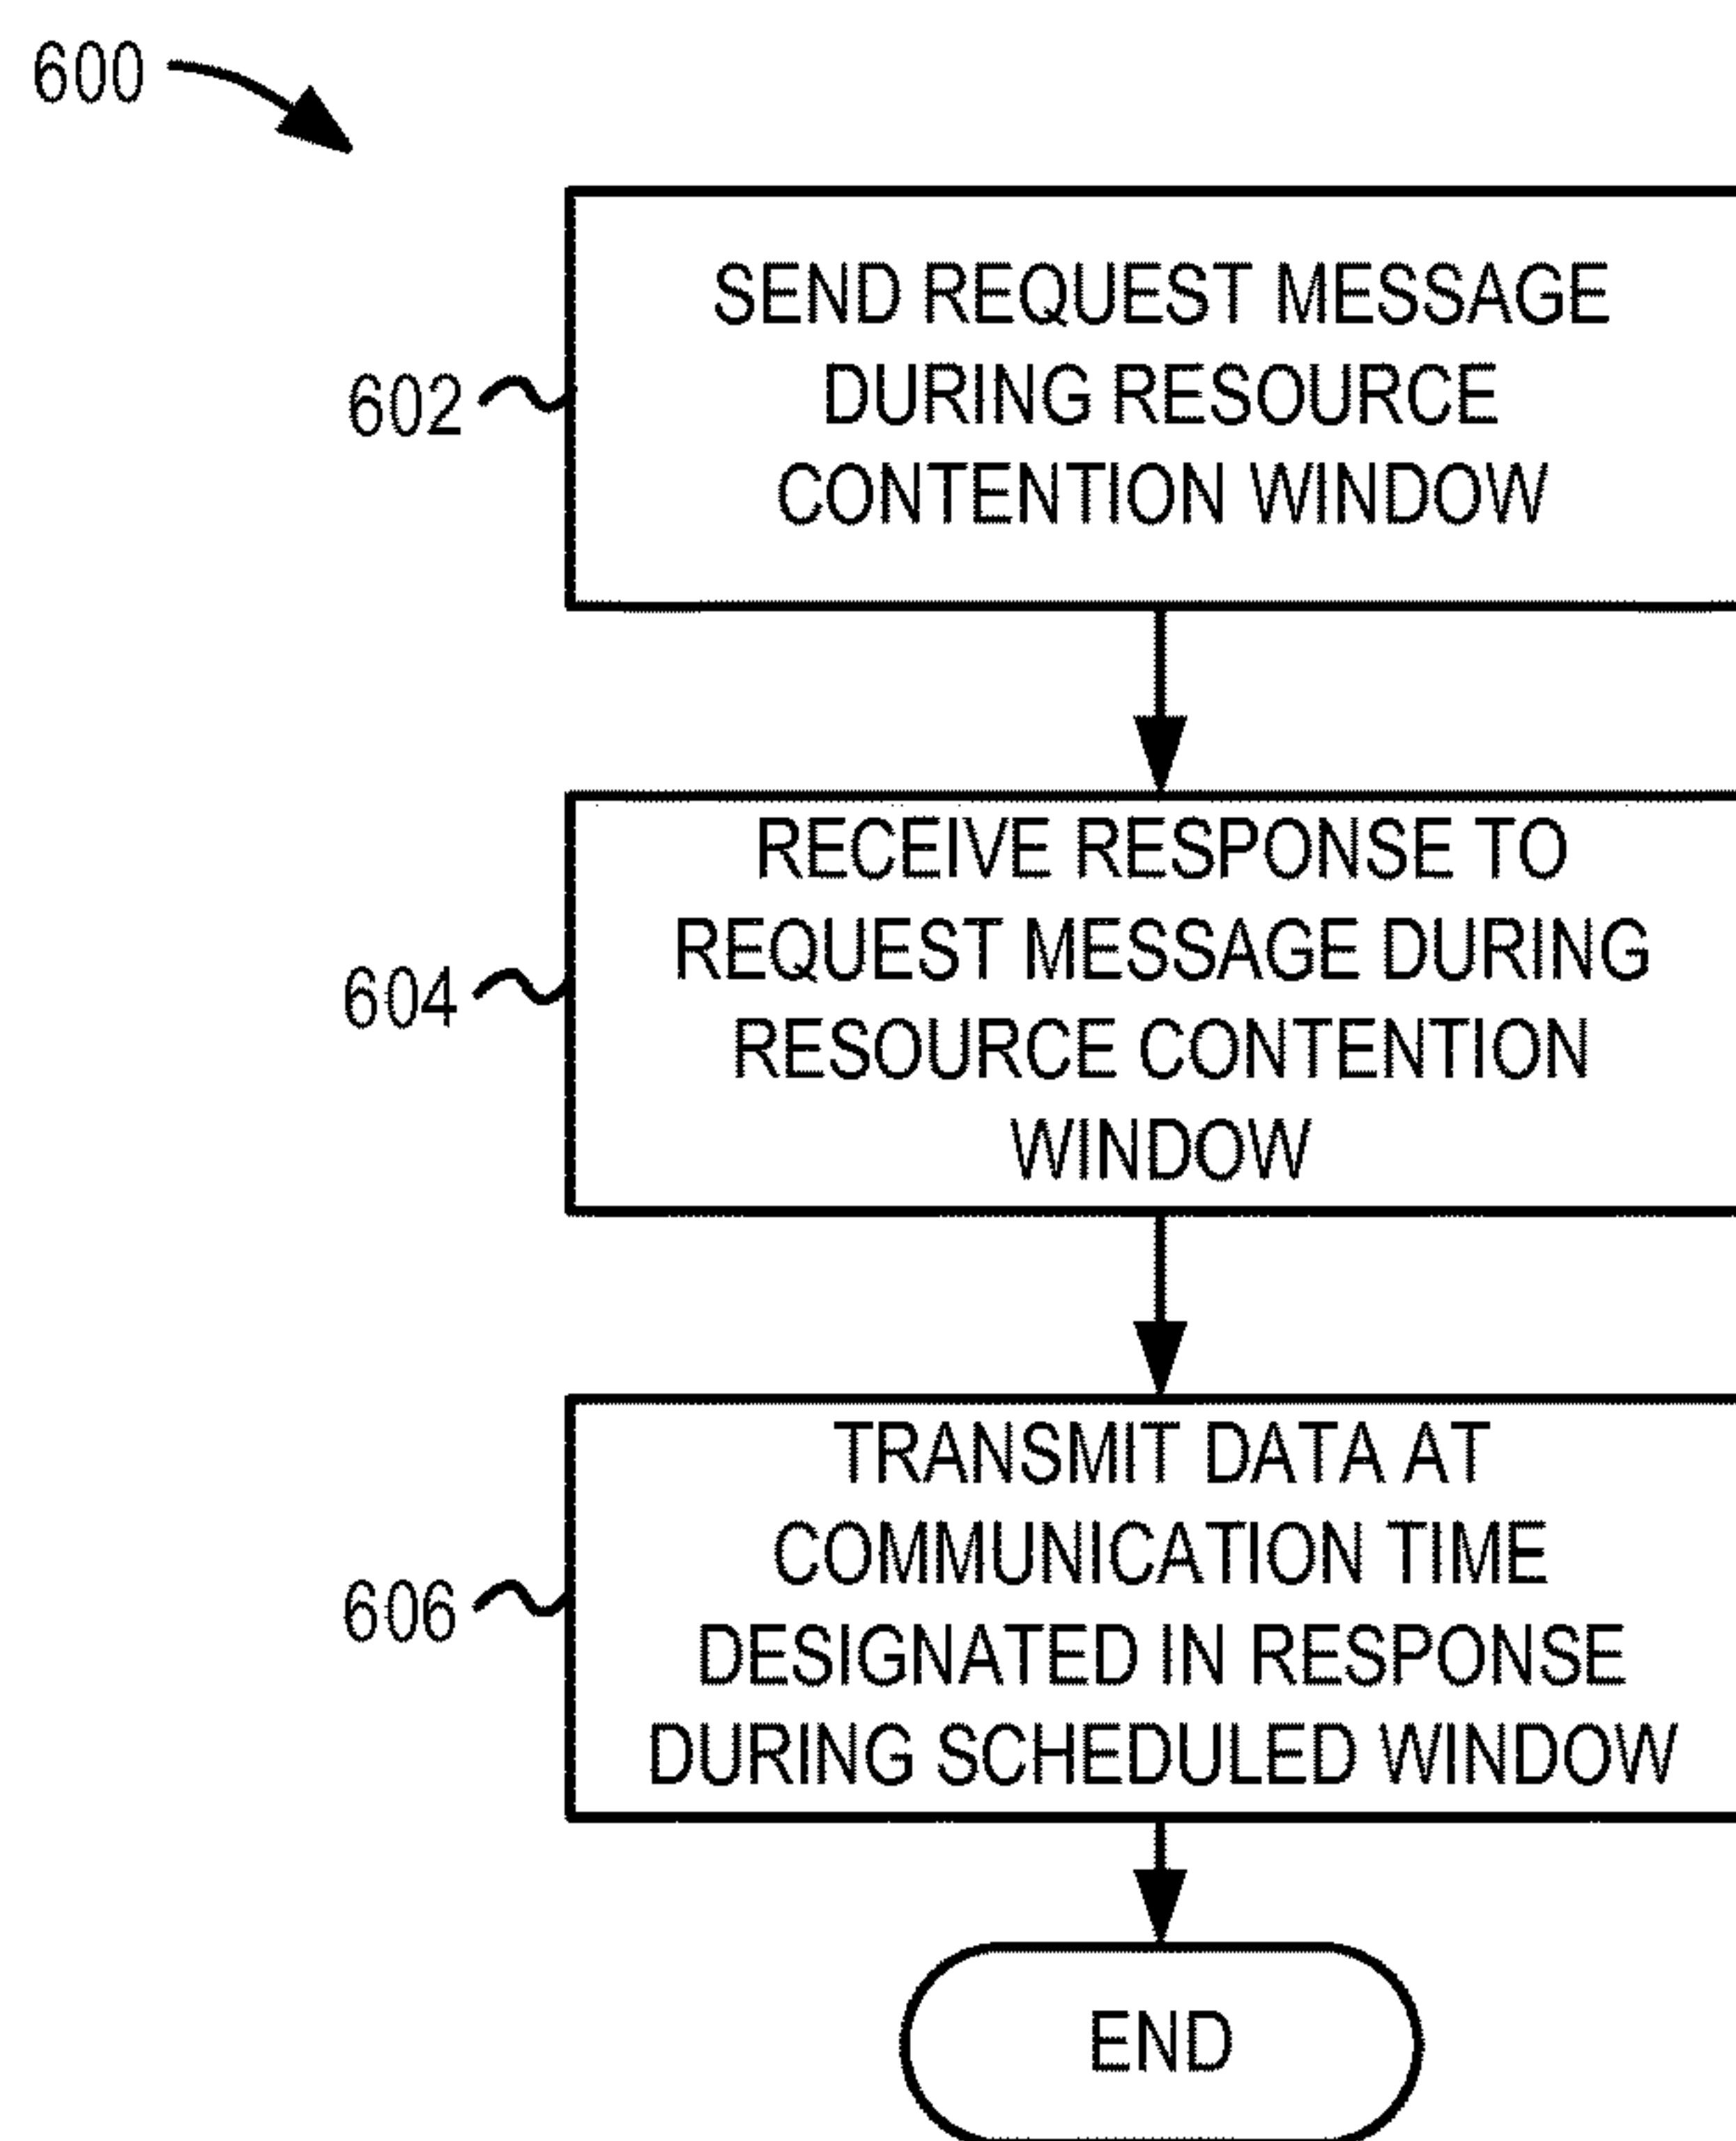 600
SEND REQUEST MESSAGE
DURING RESOURCE
CONTENTION WINDOW
602
RECEIVE RESPONSE TO
REQUEST MESSAGE DURING
RESOURCE CONTENTION
WINDOW
604
TRANSMIT DATA AT
COMMUNICATION TIME
DESIGNATED IN RESPONSE
DURING SCHEDULED WINDOW
606
END